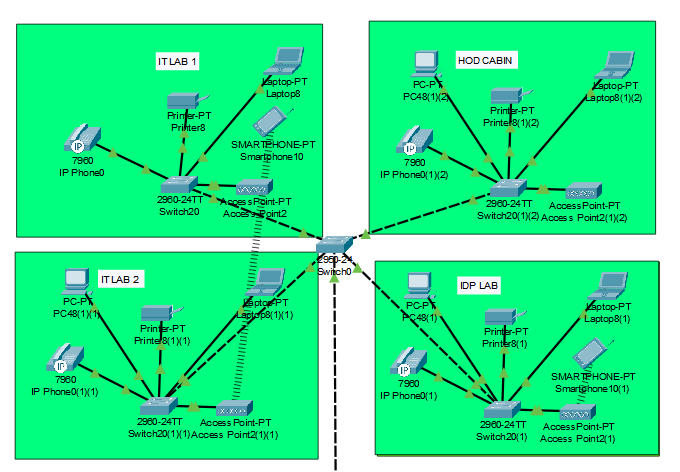 IT LAB 1
Laptop-PT
Laptop8
Printer-PT
Printer8
SMARTPHONE-PT
Smartphone10
IP
7960
IP Phone0
2960-24TT
Switch20
AccessPoint-PT
Access Point2
HOD CABIN
PC-PT
PC48(1)(2)
Laptop-PT
Laptop8(1)(2)
Printer-PT
Printer8(1)(2)
IP
7960
IP Phone0(1)(2)
2960-24TT
Switch20(1)(2)
AccessPoint-PT
Access Point2(1)(2)
2950-24
Switch0
IT LAB 2
PC-PT
PC48(1)(1)
Laptop-PT
Laptop8(1)(1)
Printer-PT
Printer8(1)(1)
IP
7960
IP Phone0(1)(1)
2960-24TT
Switch20(1)(1)
AccessPoint-PT
Access Point2(1)(1)
IDP LAB
PC-PT
PC48(1)
Laptop-PT
Laptop8(1)
Printer-PT
Printer8(1)
SMARTPHONE-PT
Smartphone10(1)
IP
7960
IP Phone0(1)
2960-24TT
Switch20(1)
AccessPoint-PT
Access Point2(1)